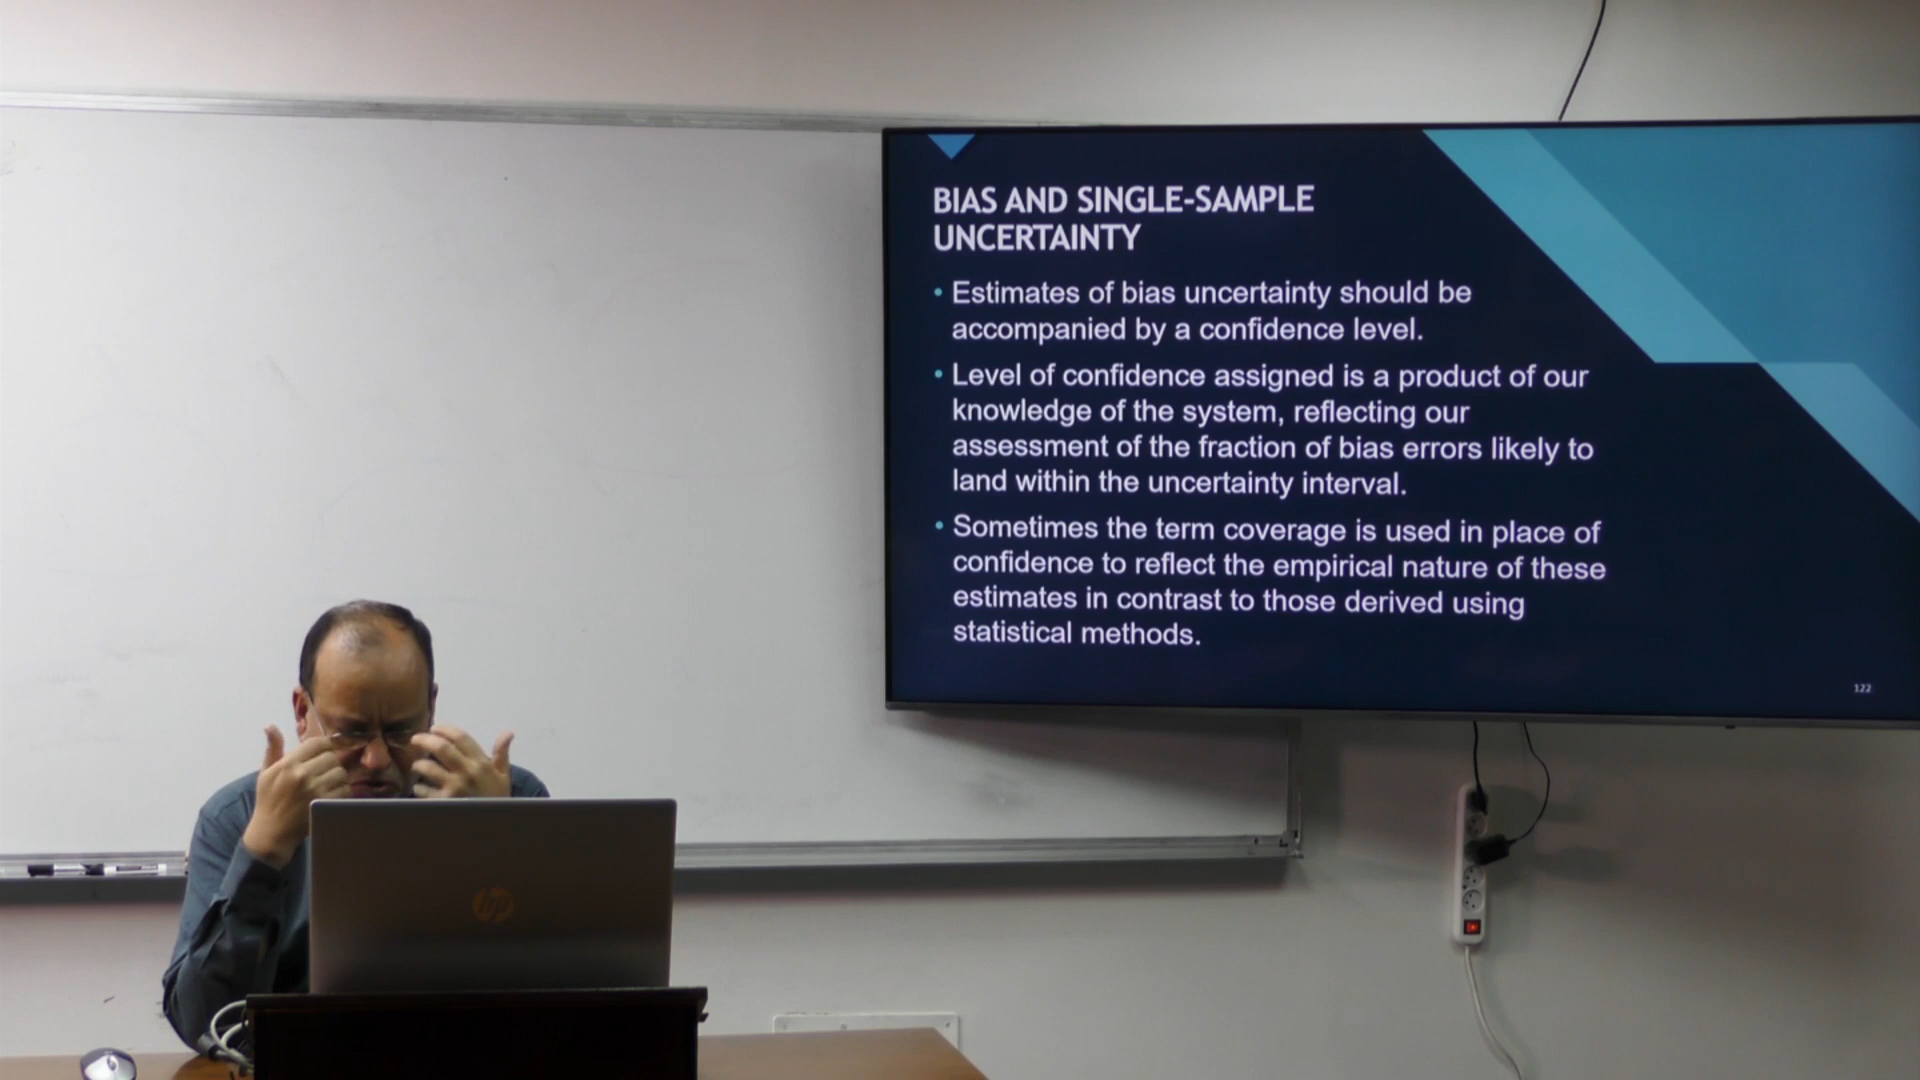 BIAS AND SINGLE-SAMPLE
UNCERTAINTY
• Estimates of bias uncertainty should be
accompanied by a confidence level.
• Level of confidence assigned is a product of our
knowledge of the system, reflecting our
assessment of the fraction of bias errors likely to
land within the uncertainty interval.
• Sometimes the term coverage is used in place of
confidence to reflect the empirical nature of these
estimates in contrast to those derived using
statistical methods.
122
hp